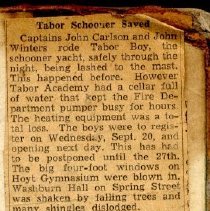 Tabor Schooner Saved
Captains John Carlson and John
Winters rode Tabor Boy, the
schooner yacht, safely through the
night, being lashed to the mast.
This happened before. However
Tabor Academy had a cellar full
of water that kept the Fire De-
partment pumper busy for hours.
The heating equipment was a to-
tal loss. The boys were to regis-
ter on Wednesday, Sept. 20, and
opening next day. This has had
to be postponed until the 27th.
The big four-foot windows on
Hoyt Gymnasium were blown in.
Washburn Hall on Spring Street
was shaken by falling trees and
many shingles dislodged.